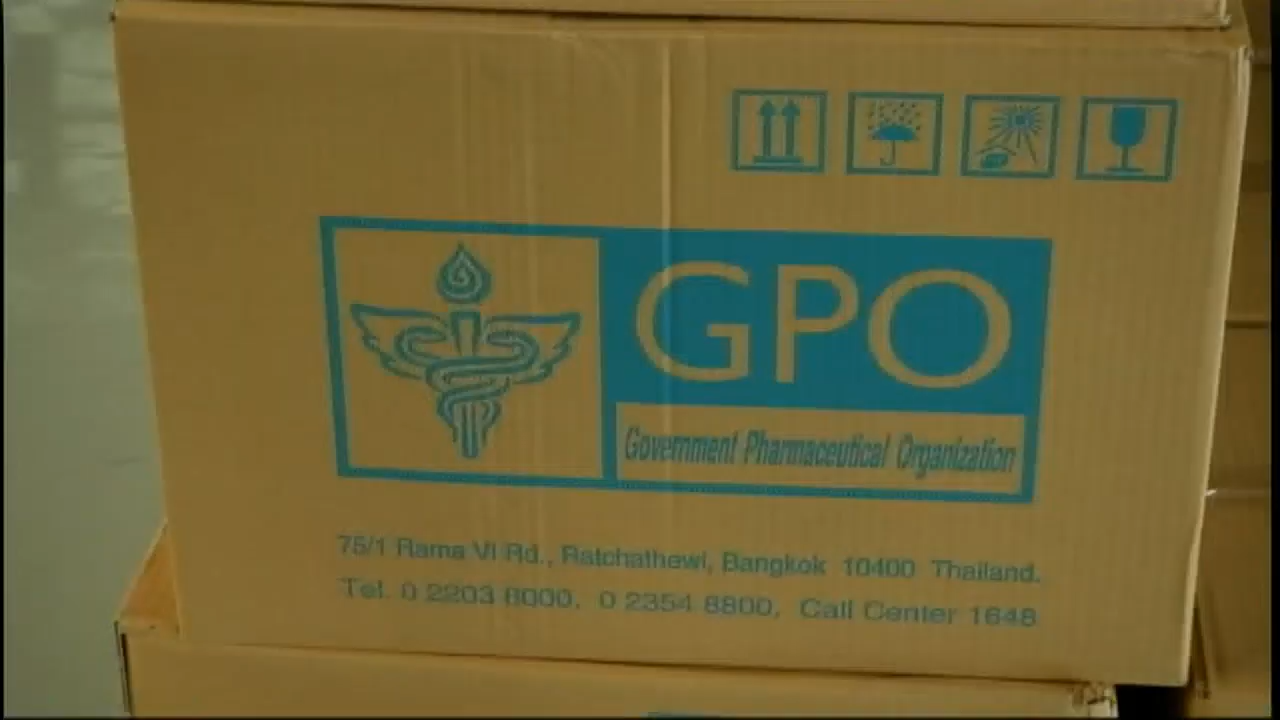 GPO
Government Pharmaceutical Organization
75/1 Rama VI Rd., Ratchathewi, Bangkok 10400 Thailand.
Tel. 0 2203 8000, 0 2354 8800, Call Center 1648